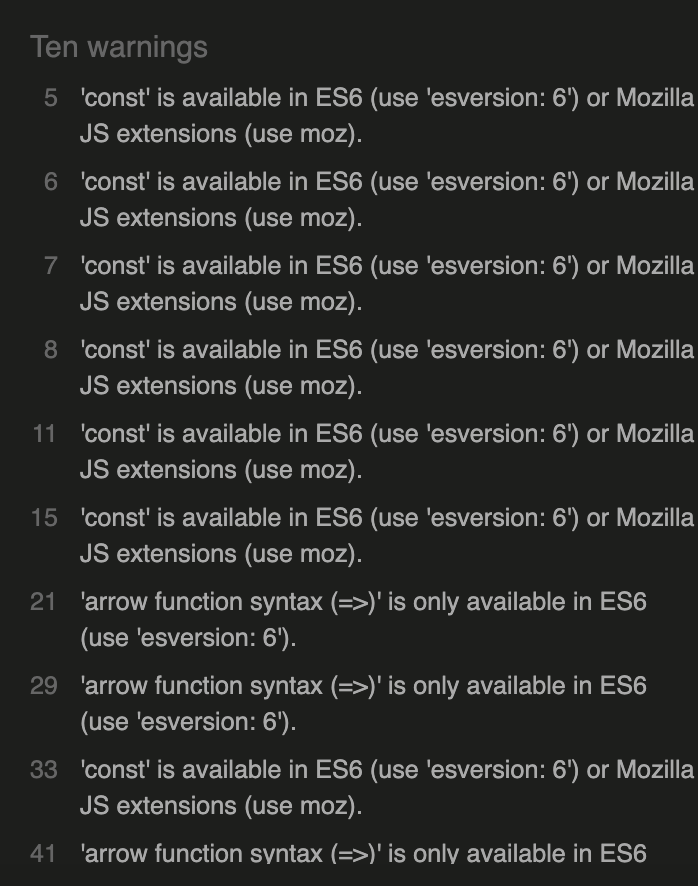 Ten warnings
5 'const' is available in ES6 (use 'esversion: 6') or Mozilla
JS extensions (use moz).
6 'const' is available in ES6 (use 'esversion: 6') or Mozilla
JS extensions (use moz).
7 'const' is available in ES6 (use 'esversion: 6') or Mozilla
JS extensions (use moz).
8 'const' is available in ES6 (use 'esversion: 6') or Mozilla
JS extensions (use moz).
11 'const' is available in ES6 (use 'esversion: 6') or Mozilla
JS extensions (use moz).
15 'const' is available in ES6 (use 'esversion: 6') or Mozilla
JS extensions (use moz).
21 'arrow function syntax (=>)' is only available in ES6
(use 'esversion: 6').
29 'arrow function syntax (=>)' is only available in ES6
(use 'esversion: 6').
33 'const' is available in ES6 (use 'esversion: 6') or Mozilla
JS extensions (use moz).
41 'arrow function syntax (=>)' is only available in ES6